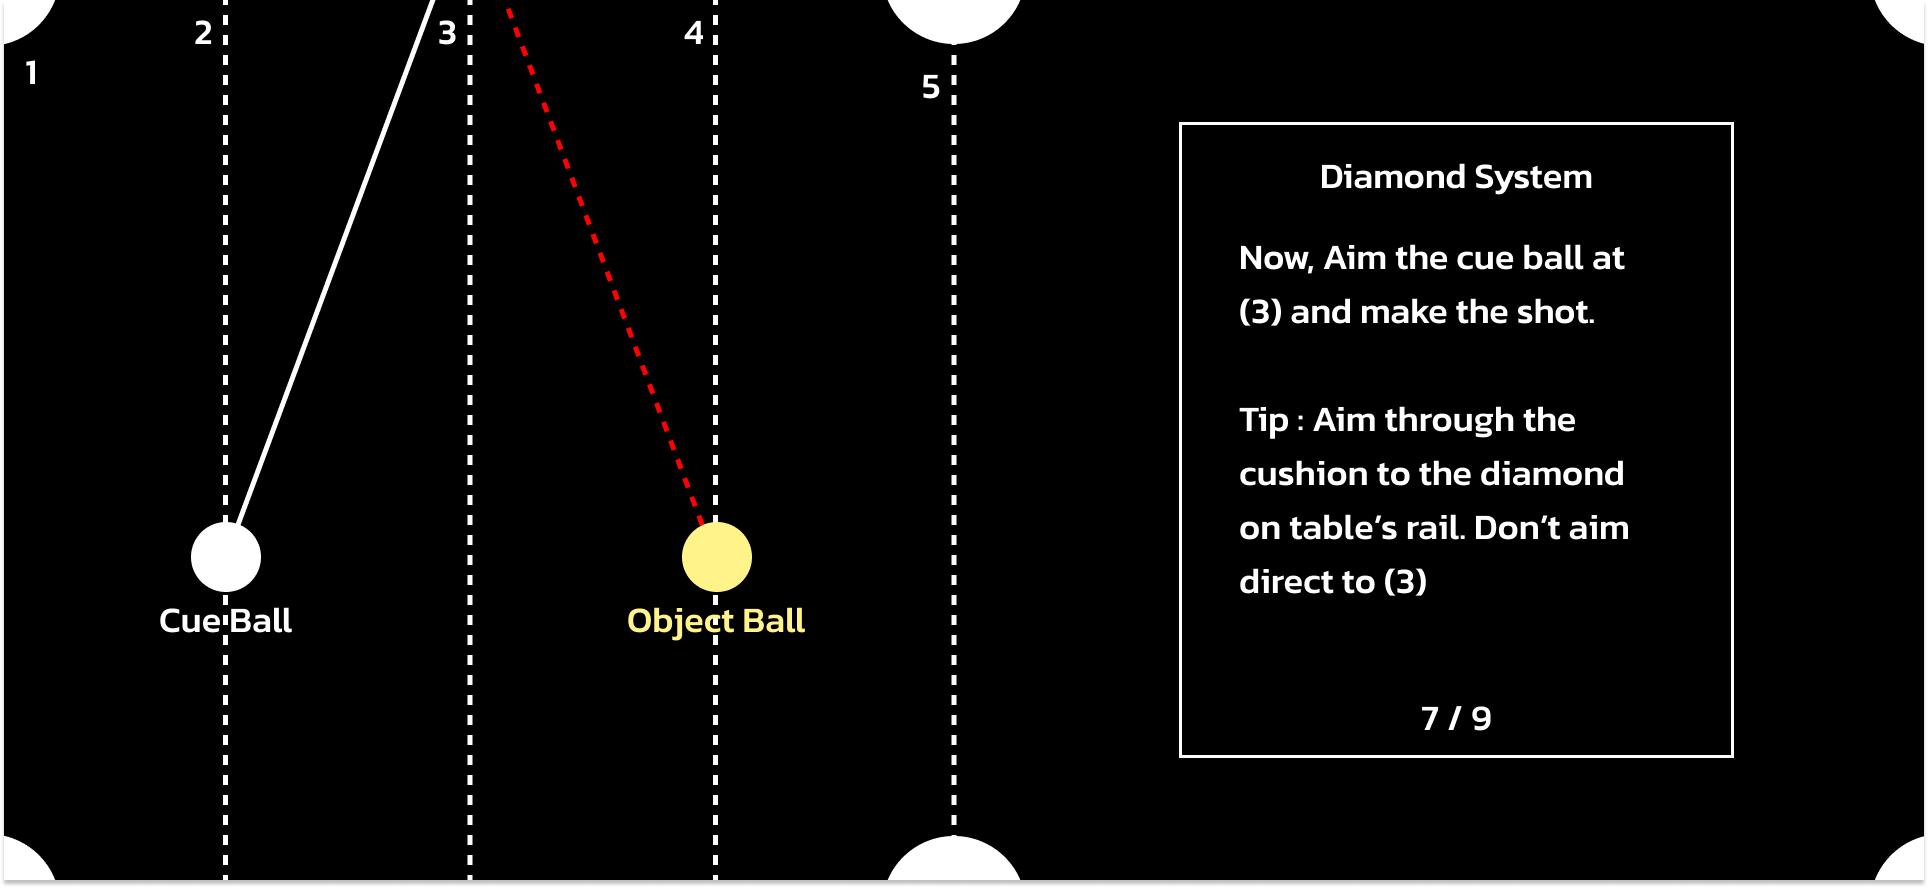 2
3
4
1
5
Diamond System
Now, Aim the cue ball at
(3) and make the shot.
Tip : Aim through the
cushion to the diamond
on table's rail. Don't aim
direct to (3)
Cue Ball
Object Ball
7 / 9